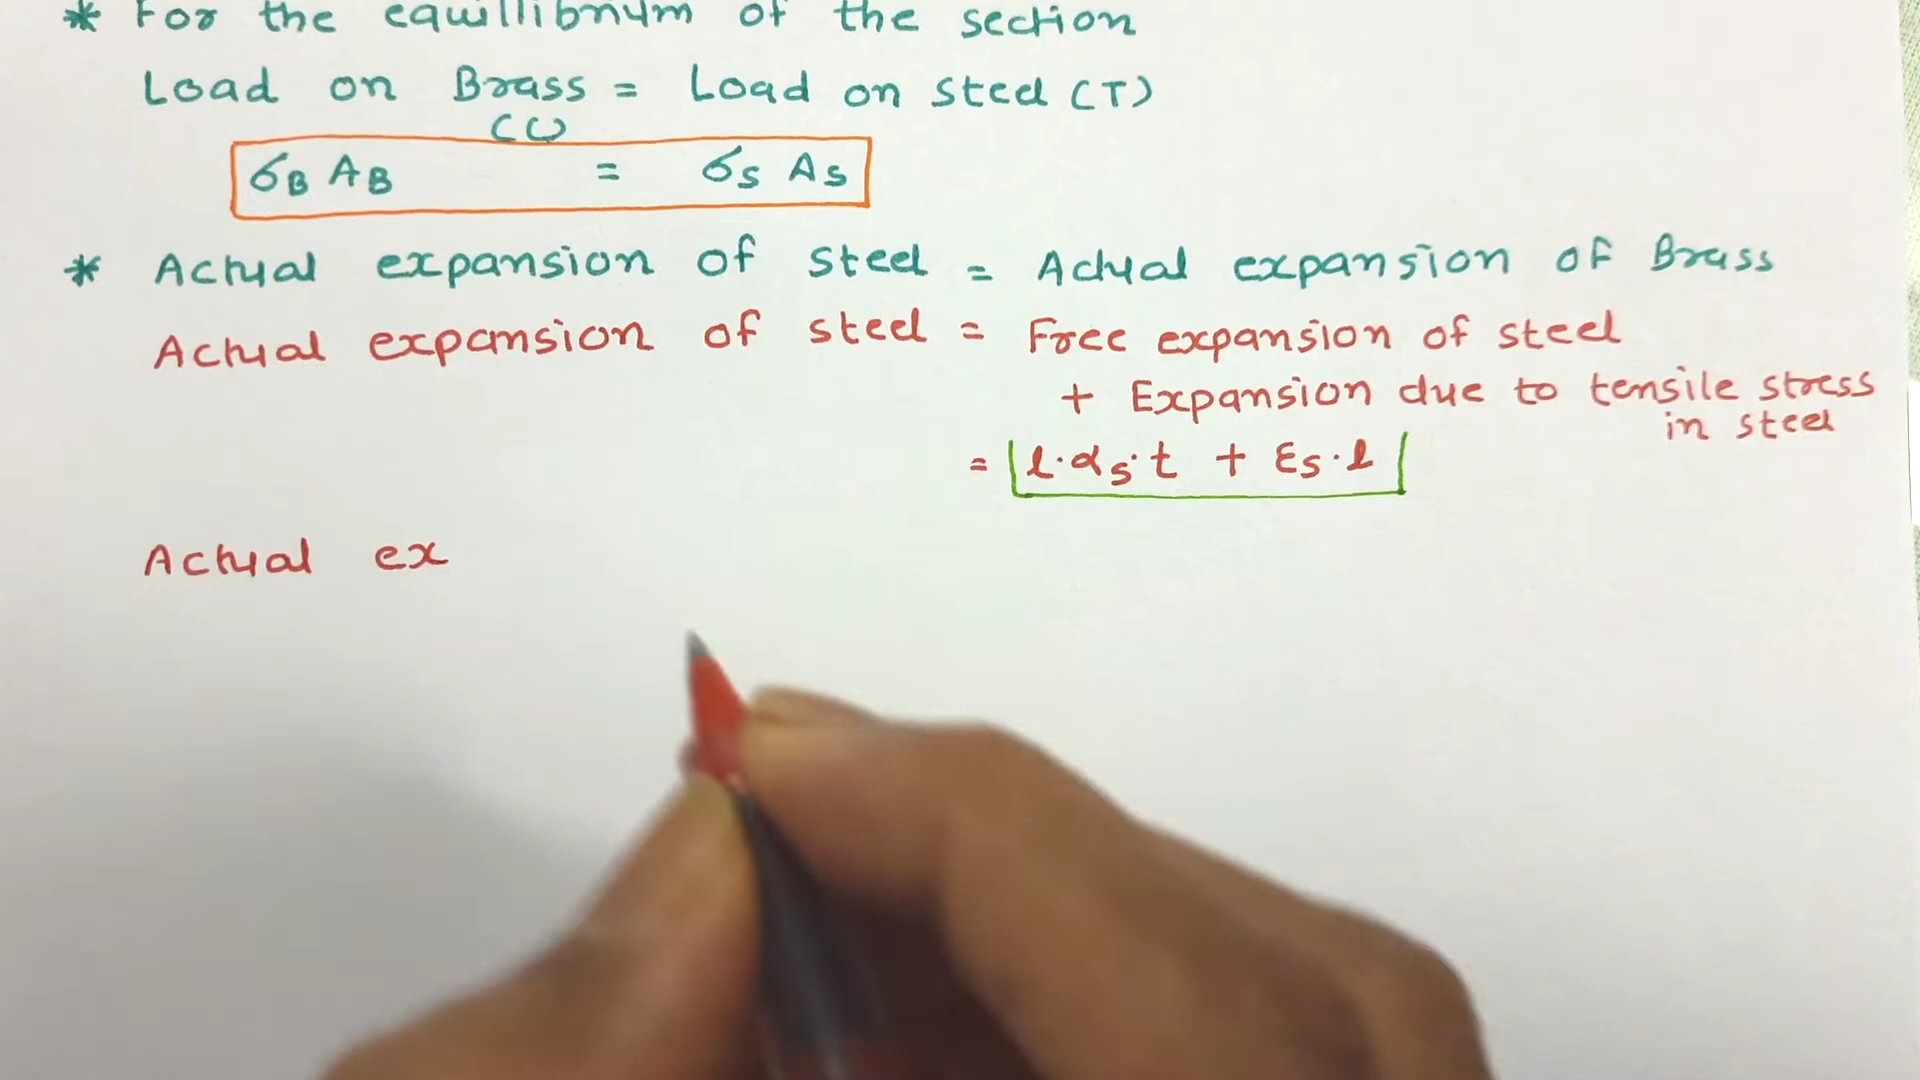 * For the equillibrium of the section
Load on Brass = Load on steel (T)
(C)
σB AB = σs As
* Actual expansion of steel = Actual expansion of Brass
Actual expansion of steel = Free expansion of steel
+ Expansion due to tensile stress
in steel
= l·αs·t + εs·l
Actual ex